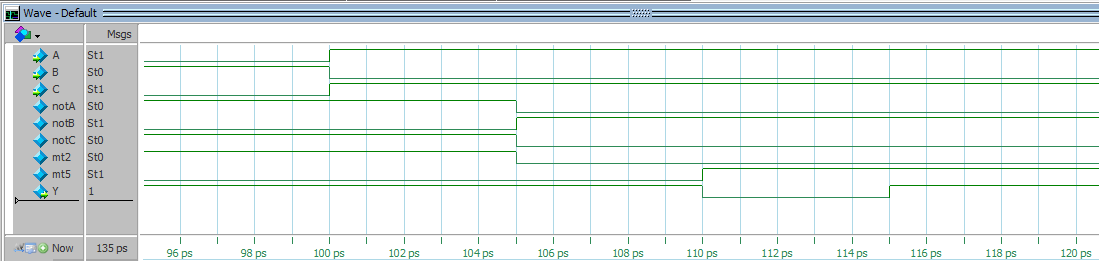 Wave - Default
Msgs
A St1
B St0
C St1
notA St0
notB St1
notC St0
mt2 St0
mt5 St1
Y 1
Now 135 ps 96 ps 98 ps 100 ps 102 ps 104 ps 106 ps 108 ps 110 ps 112 ps 114 ps 116 ps 118 ps 120 ps